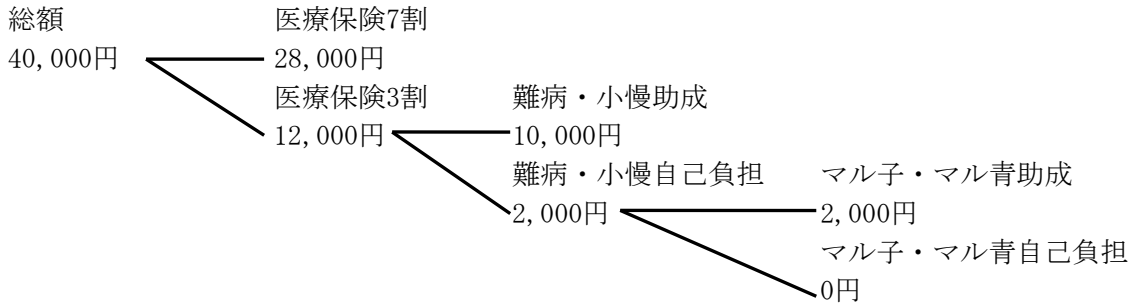 総額 医療保険7割
40,000円 28,000円
医療保険3割 難病・小慢助成
12,000円 10,000円
難病・小慢自己負担 マル子・マル青助成
2,000円 2,000円
マル子・マル青自己負担
0円